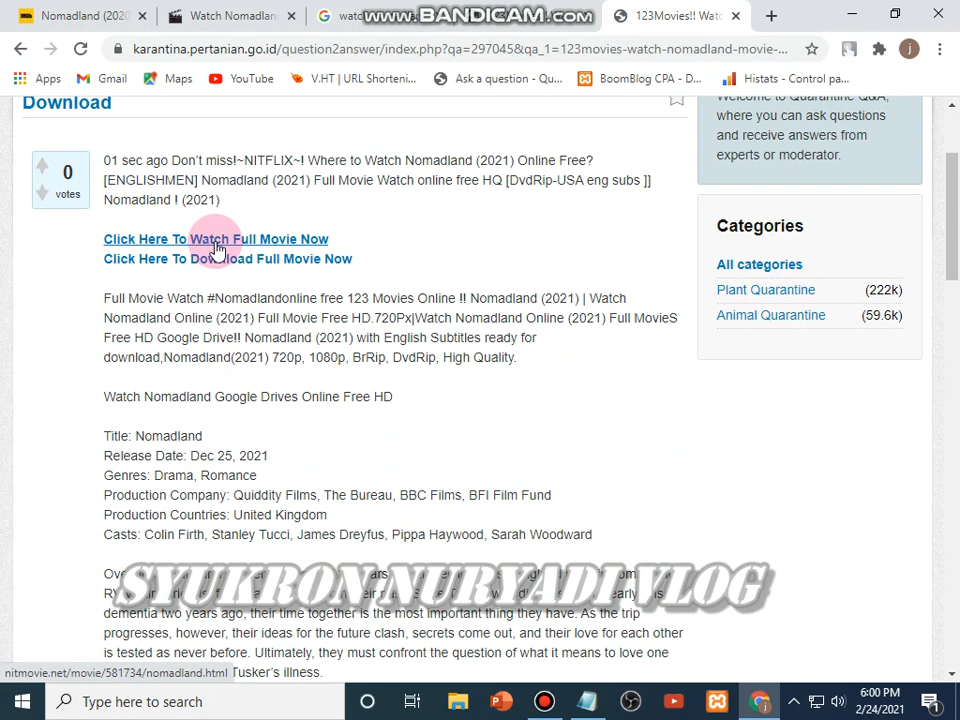 Nomadland (2020
Watch Nomadlan
watc
WWW.BANDICAM.COM
123Movies!! Watc
karantina.pertanian.go.id/question2answer/index.php?qa=297045&qa_1=123movies-watch-nomadland-movie-...
j
Apps
Gmail
Maps
YouTube
V.HT | URL Shorteni...
Ask a question - Qu...
BoomBlog CPA - D...
Histats - Control pa...
Download
Welcome to Quarantine Q&A,
where you can ask questions
and receive answers from
experts or moderator.
0
votes
01 sec ago Don't miss!~NITFLIX~! Where to Watch Nomadland (2021) Online Free?
[ENGLISHMEN] Nomadland (2021) Full Movie Watch online free HQ [DvdRip-USA eng subs ]]
Nomadland ! (2021)
Click Here To Watch Full Movie Now
Click Here To Download Full Movie Now
Categories
All categories
Plant Quarantine (222k)
Animal Quarantine (59.6k)
Full Movie Watch #Nomadlandonline free 123 Movies Online !! Nomadland (2021) | Watch
Nomadland Online (2021) Full Movie Free HD.720Px|Watch Nomadland Online (2021) Full MovieS
Free HD Google Drive!! Nomadland (2021) with English Subtitles ready for
download,Nomadland(2021) 720p, 1080p, BrRip, DvdRip, High Quality.
Watch Nomadland Google Drives Online Free HD
Title: Nomadland
Release Date: Dec 25, 2021
Genres: Drama, Romance
Production Company: Quiddity Films, The Bureau, BBC Films, BFI Film Fund
Production Countries: United Kingdom
Casts: Colin Firth, Stanley Tucci, James Dreyfus, Pippa Haywood, Sarah Woodward
SYUKRON NURYADI VLOG
dementia two years ago, their time together is the most important thing they have. As the trip
progresses, however, their ideas for the future clash, secrets come out, and their love for each other
is tested as never before. Ultimately, they must confront the question of what it means to love one
Tusker's illness.
nitmovie.net/movie/581734/nomadland.html
Type here to search
6:00 PM
2/24/2021
1